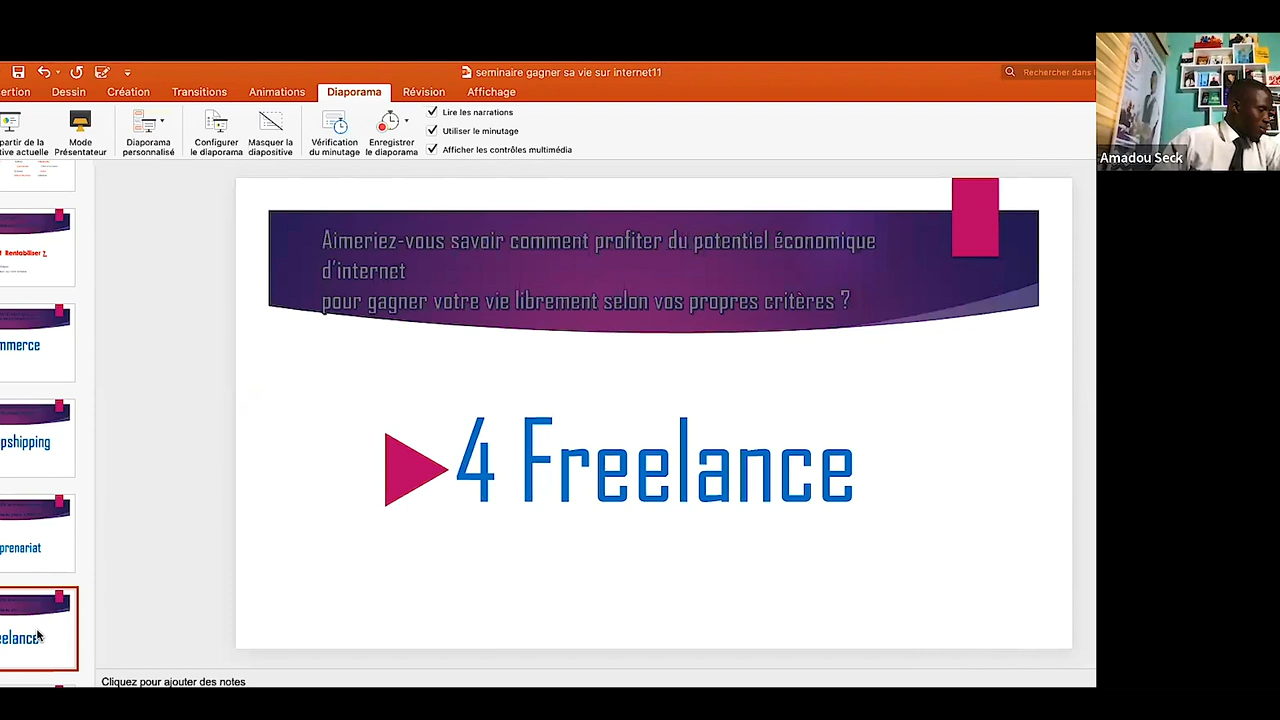 seminaire gagner sa vie sur internet11
Rechercher dans l
ertion Dessin Création Transitions Animations Diaporama Révision Affichage
partir de la
tive actuelle
Mode
Présentateur
Diaporama
personnalisé
Configurer
le diaporama
Masquer la
diapositive
Vérification
du minutage
Enregistrer
le diaporama
Lire les narrations
Utiliser le minutage
Afficher les contrôles multimédia
Amadou Seck
Rentabiliser ?
mmerce
pshipping
prenariat
eelance
Aimeriez-vous savoir comment profiter du potentiel économique
d'internet
pour gagner votre vie librement selon vos propres critères ?
4 Freelance
Cliquez pour ajouter des notes